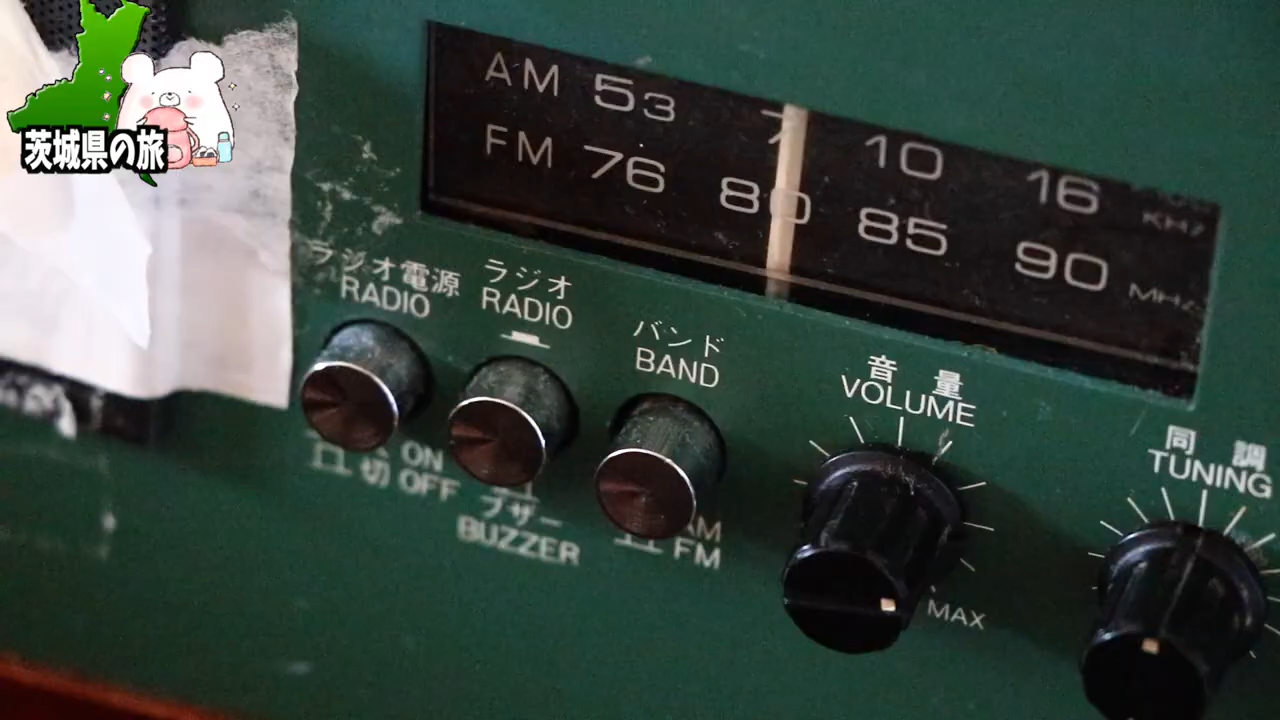 茨城県の旅
AM 53 7 10 16 KHz
FM 76 80 85 90 MHz
ラジオ電源
RADIO
ラジオ
RADIO
バンド
BAND
音量
VOLUME
同調
TUNING
ON
切 OFF
ブザー
BUZZER
AM
FM
MAX